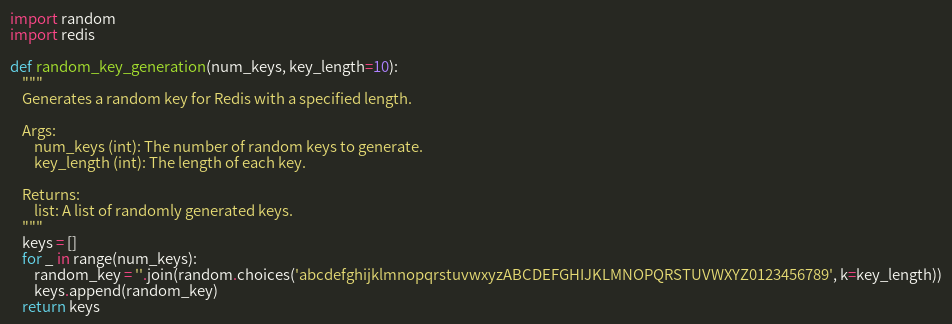 import random
import redis

def random_key_generation(num_keys, key_length=10):
    """
    Generates a random key for Redis with a specified length.

    Args:
        num_keys (int): The number of random keys to generate.
        key_length (int): The length of each key.

    Returns:
        list: A list of randomly generated keys.
    """
    keys = []
    for _ in range(num_keys):
        random_key = ''.join(random.choices('abcdefghijklmnopqrstuvwxyzABCDEFGHIJKLMNOPQRSTUVWXYZ0123456789', k=key_length))
        keys.append(random_key)
    return keys